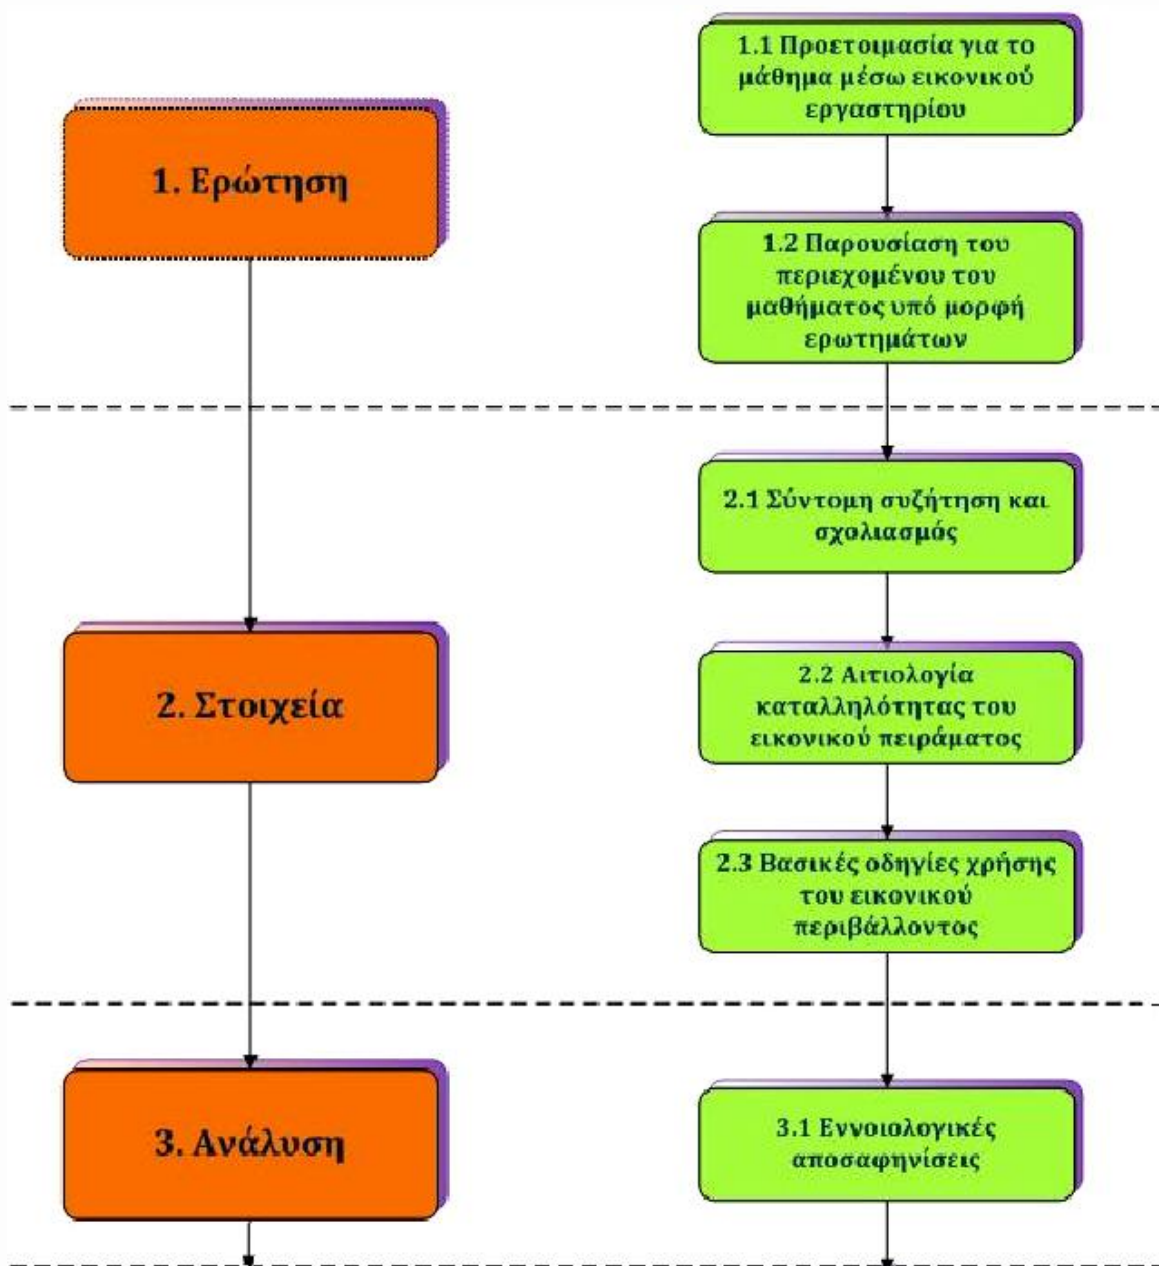 1. Ερώτηση
1.1 Προετοιμασία για το
μάθημα μέσω εικονικού
εργαστηρίου
1.2 Παρουσίαση του
περιεχομένου του
μαθήματος υπό μορφή
ερωτημάτων
2. Στοιχεία
2.1 Σύντομη συζήτηση και
σχολιασμός
2.2 Αιτιολογία
καταλληλότητας του
εικονικού πειράματος
2.3 Βασικές οδηγίες χρήσης
του εικονικού
περιβάλλοντος
3. Ανάλυση
3.1 Εννοιολογικές
αποσαφηνίσεις